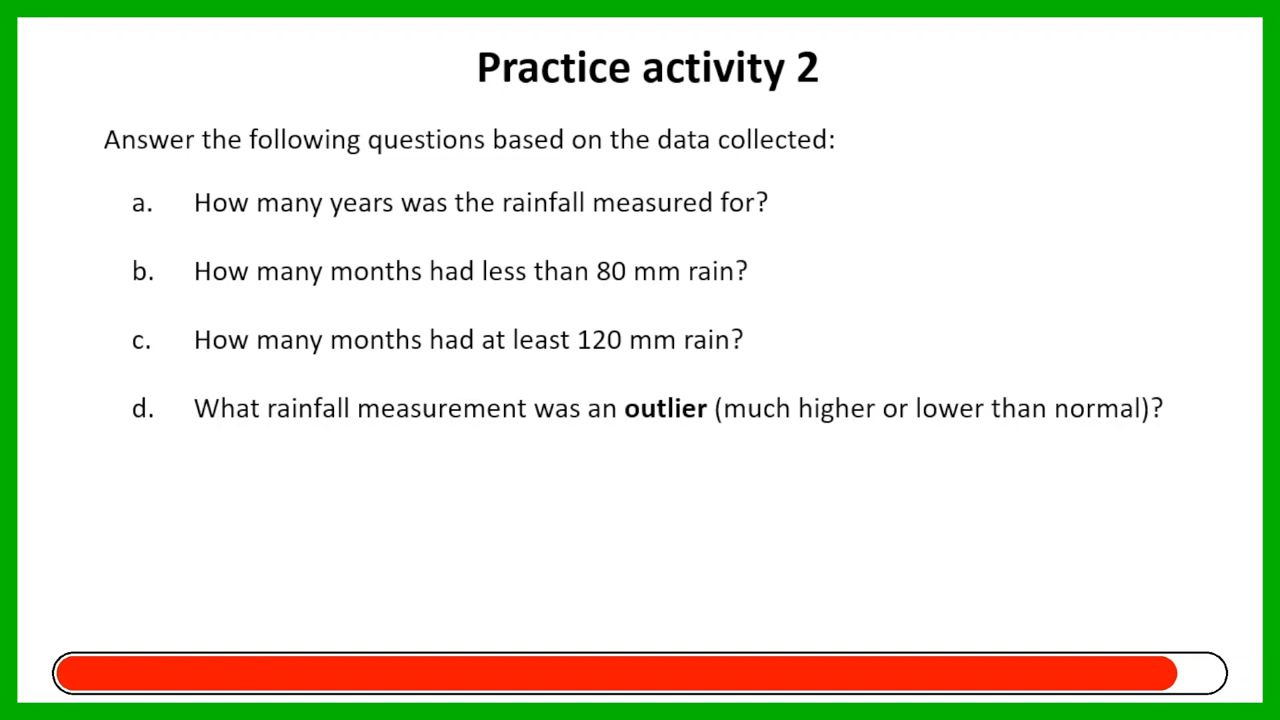 Practice activity 2
Answer the following questions based on the data collected:
a. How many years was the rainfall measured for?
b. How many months had less than 80 mm rain?
c. How many months had at least 120 mm rain?
d. What rainfall measurement was an outlier (much higher or lower than normal)?